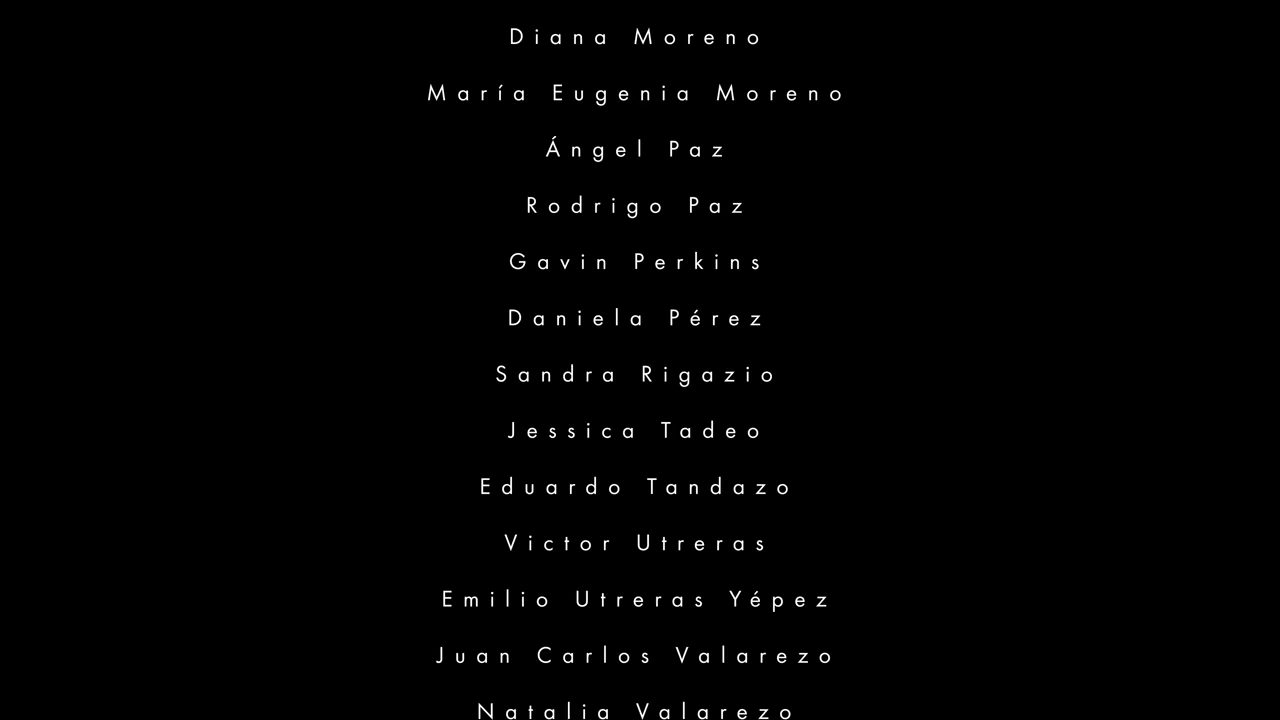 Diana Moreno
María Eugenia Moreno
Ángel Paz
Rodrigo Paz
Gavin Perkins
Daniela Pérez
Sandra Rigazio
Jessica Tadeo
Eduardo Tandazo
Victor Utreras
Emilio Utreras Yépez
Juan Carlos Valarezo
Natalia Valarezo